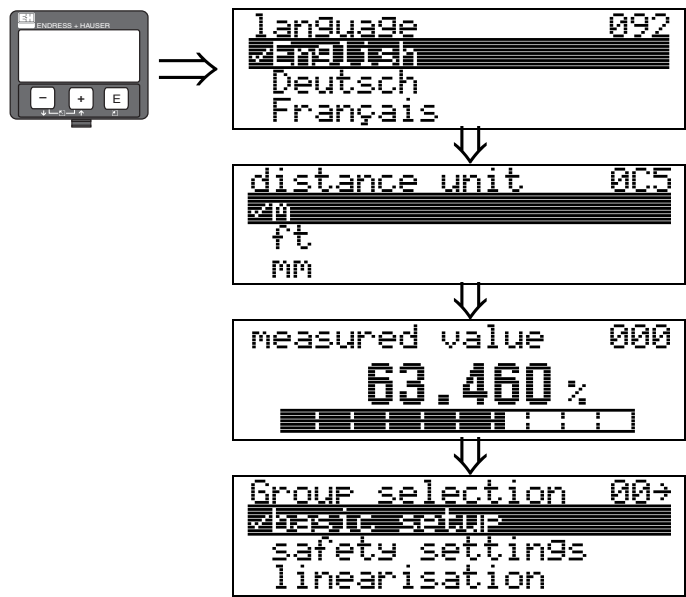 EH ENDRESS + HAUSER
- + E
language 092
✓English
Deutsch
Français
distance unit 0C5
✓m
ft
mm
measured value 000
63.460 %
Group selection 00→
✓basic setup
safety settings
linearisation